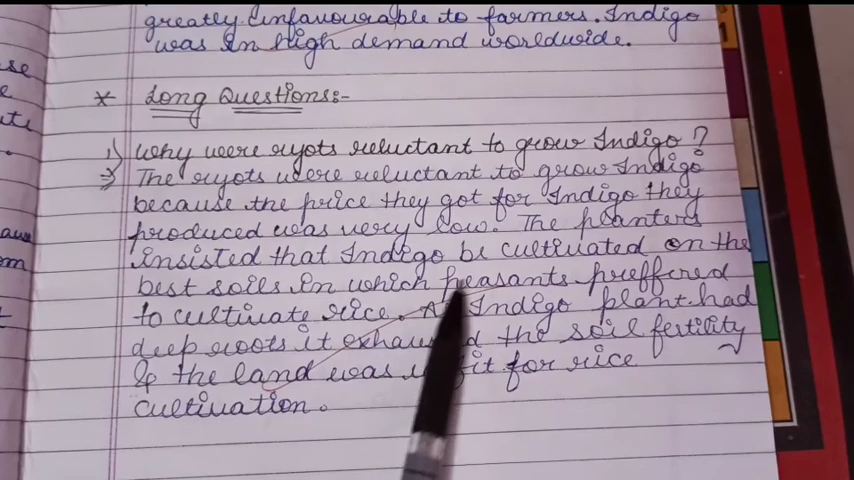 se
e
greatly unfavourable to farmers. Indigo
was in high demand worldwide.
* Long Questions:-
1) Why were ryots reluctant to grow Indigo?
⇒ The ryots were reluctant to grow Indigo
because the price they got for Indigo they
produced was very low. The planters
insisted that Indigo be cultivated on the
best soils in which peasants preffered
to cultivate rice. Indigo plant had
deep roots it the soil fertility
& the land was for rice
cultivation.